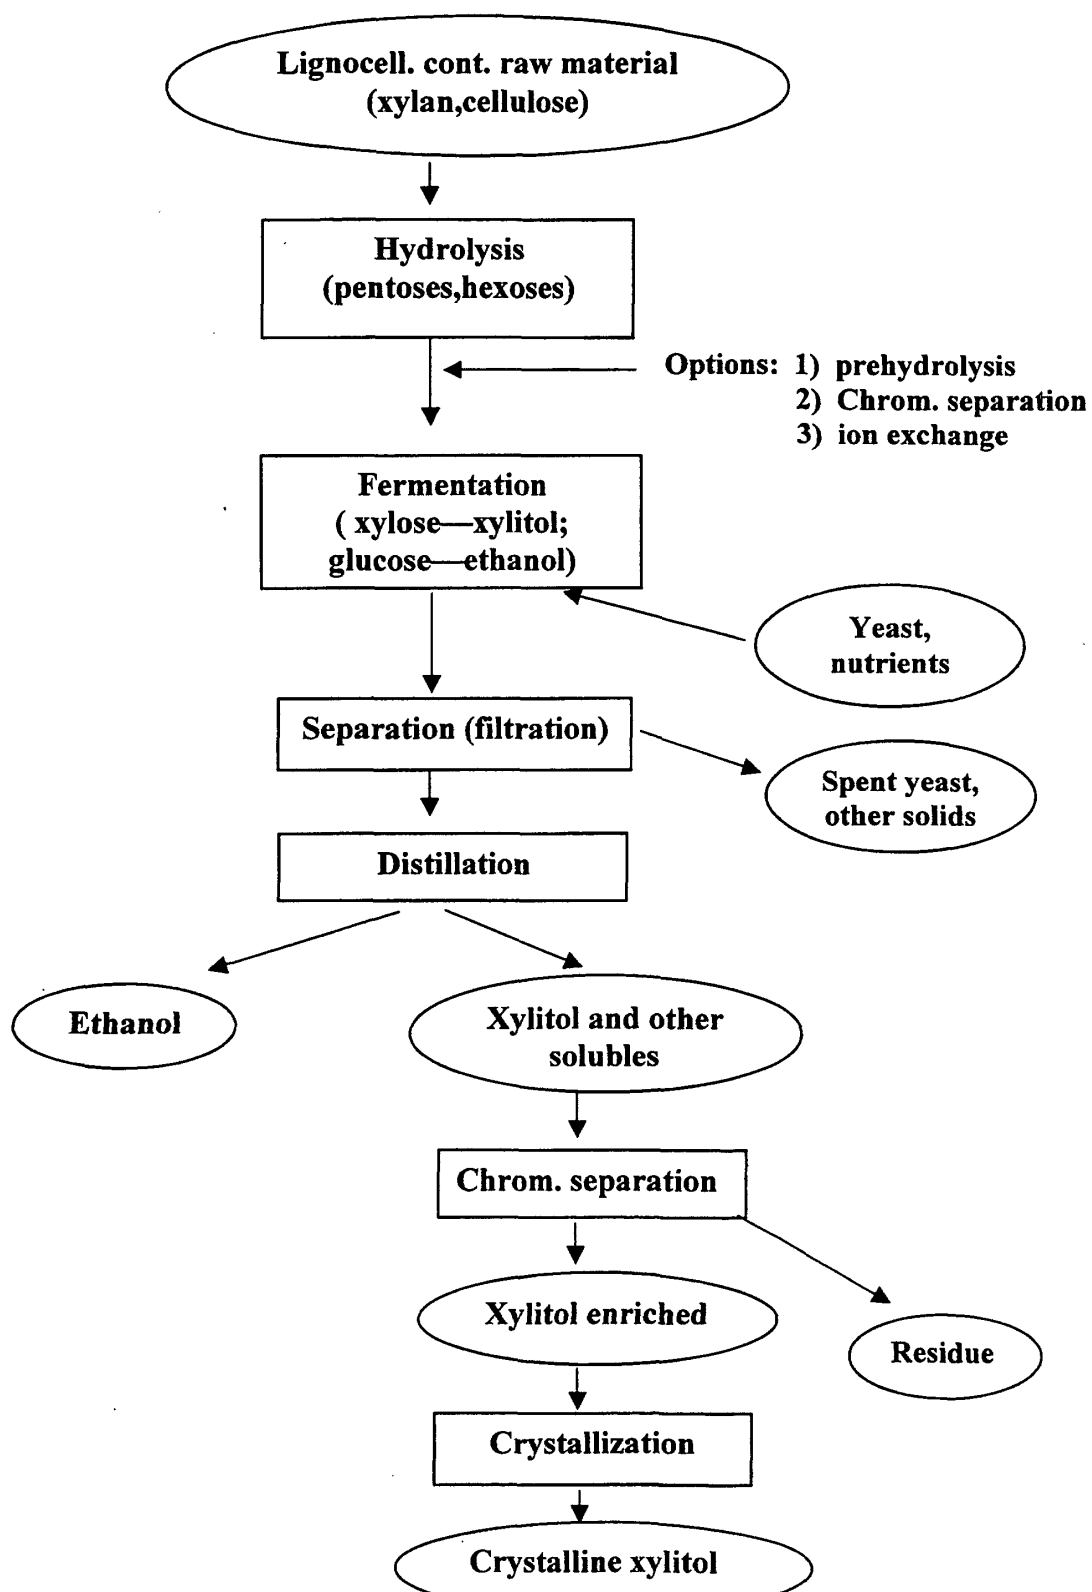 Lignocell. cont. raw material
(xylan,cellulose)
Hydrolysis
(pentoses,hexoses)
Options: 1) prehydrolysis
2) Chrom. separation
3) ion exchange
Fermentation
( xylose—xylitol;
glucose—ethanol)
Yeast,
nutrients
Separation (filtration)
Spent yeast,
other solids
Distillation
Ethanol
Xylitol and other
solubles
Chrom. separation
Xylitol enriched
Residue
Crystallization
Crystalline xylitol